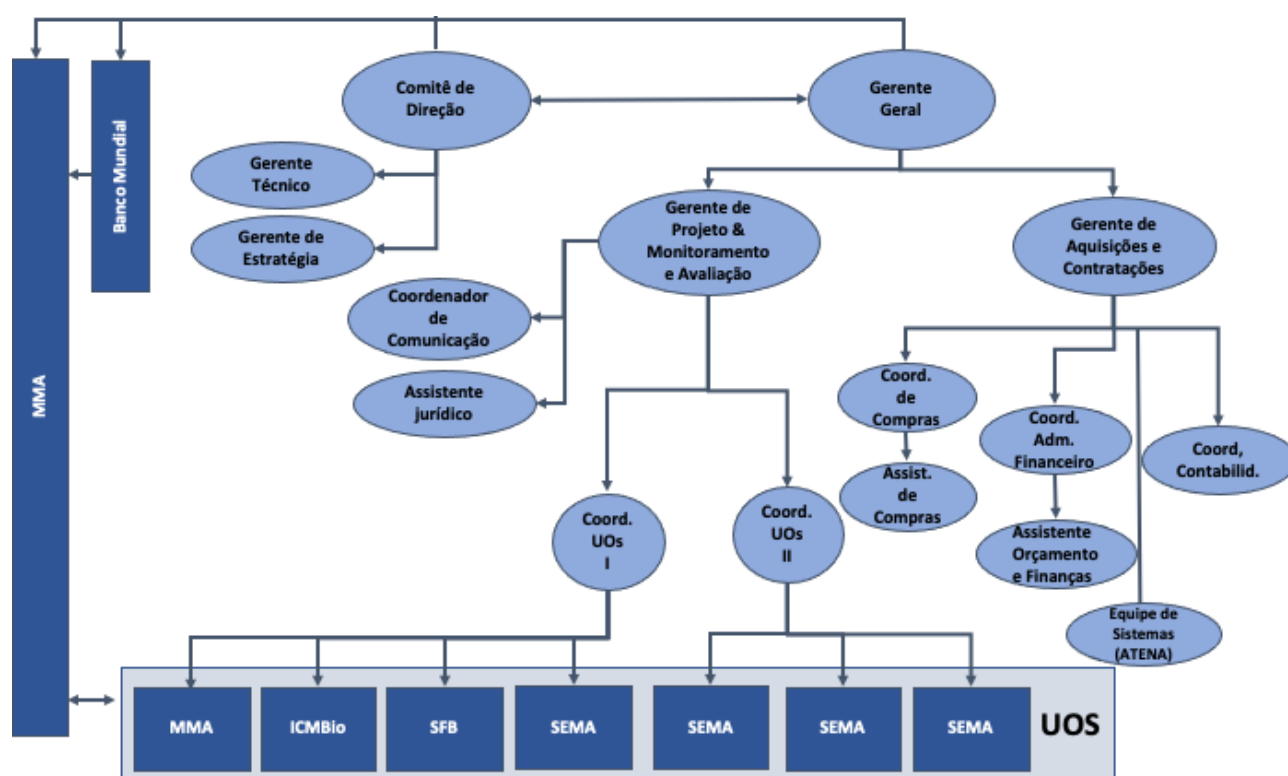 Comitê de
Direção
Gerente
Geral
Banco Mundial
MMA
Gerente
Técnico
Gerente de
Estratégia
Gerente de
Projeto &
Monitoramento
e Avaliação
Gerente de
Aquisições e
Contratações
Coordenador
de
Comunicação
Assistente
jurídico
Coord.
de
Compras
Assist.
de
Compras
Coord.
Adm.
Financeiro
Assistente
Orçamento
e Finanças
Coord,
Contabilid.
Equipe de
Sistemas
(ATENA)
Coord.
UOs
I
Coord.
UOs
II
MMA
ICMBio
SFB
SEMA
SEMA
SEMA
SEMA
UOS